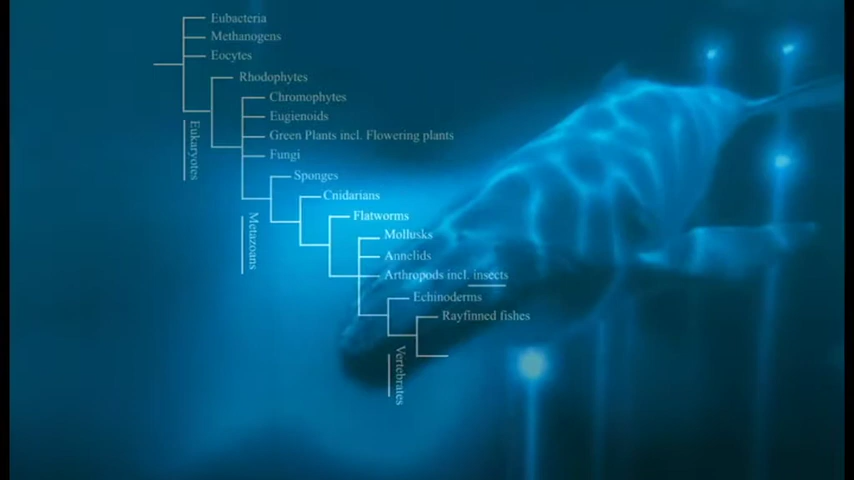 Eubacteria
Methanogens
Eocytes
Rhodophytes
Chromophytes
Eugienoids
Green Plants incl. Flowering plants
Fungi
Eukaryotes
Sponges
Cnidarians
Flatworms
Metazoans
Mollusks
Annelids
Arthropods incl. insects
Echinoderms
Rayfinned fishes
Vertebrates